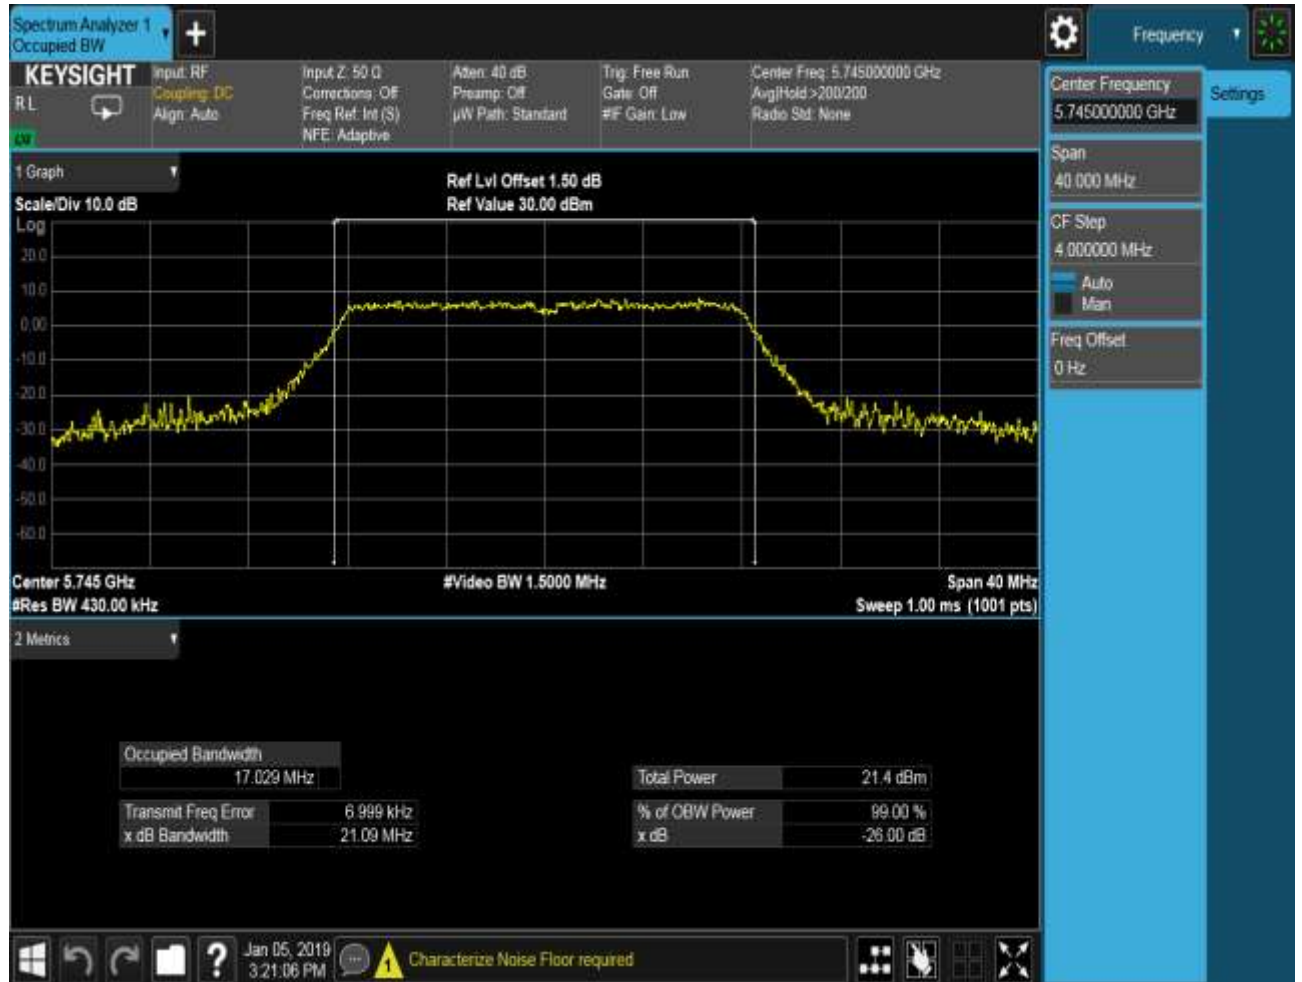 Spectrum Analyzer 1
Occupied BW
Frequency
KEYSIGHT
RL
Input: RF
Coupling: DC
Align: Auto
Input Z: 50 Ω
Corrections: Off
Freq Ref: Int (S)
NFE: Adaptive
Atten: 40 dB
Preamp: Off
µW Path: Standard
Trig: Free Run
Gate: Off
#IF Gain: Low
Center Freq: 5.745000000 GHz
Avg|Hold:>200/200
Radio Std: None
Center Frequency
5.745000000 GHz
Settings
Span
40.000 MHz
CF Step
4.000000 MHz
Auto
Man
Freq Offset
0 Hz
1 Graph
Ref Lvl Offset 1.50 dB
Scale/Div 10.0 dB
Ref Value 30.00 dBm
Log
20.0
10.0
0.00
-10.0
-20.0
-30.0
-40.0
-50.0
-60.0
Center 5.745 GHz
#Video BW 1.5000 MHz
Span 40 MHz
#Res BW 430.00 kHz
Sweep 1.00 ms (1001 pts)
2 Metrics
Occupied Bandwidth
17.029 MHz
Total Power 21.4 dBm
Transmit Freq Error 6.999 kHz
% of OBW Power 99.00 %
x dB Bandwidth 21.09 MHz
x dB -26.00 dB
?
Jan 05, 2019
3:21:06 PM
1
Characterize Noise Floor required